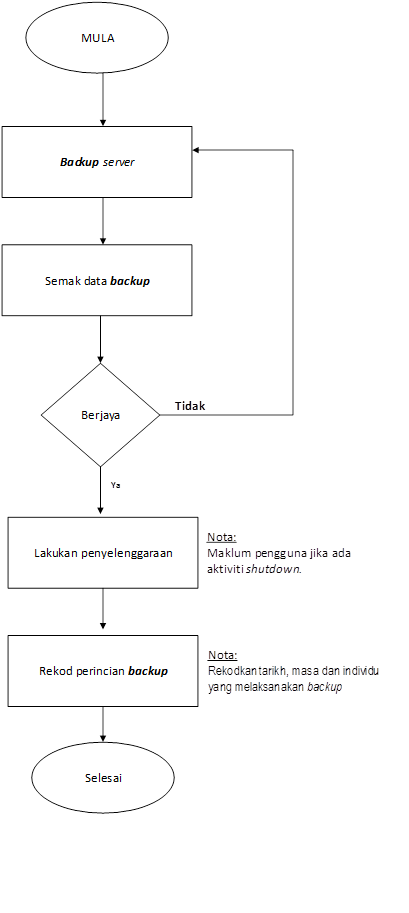 MULA
Backup server
Semak data backup
Berjaya
Tidak
Ya
Lakukan penyelenggaraan
Nota:
Maklum pengguna jika ada
aktiviti shutdown.
Rekod perincian backup
Nota:
Rekodkan tarikh, masa dan individu
yang melaksanakan backup
Selesai